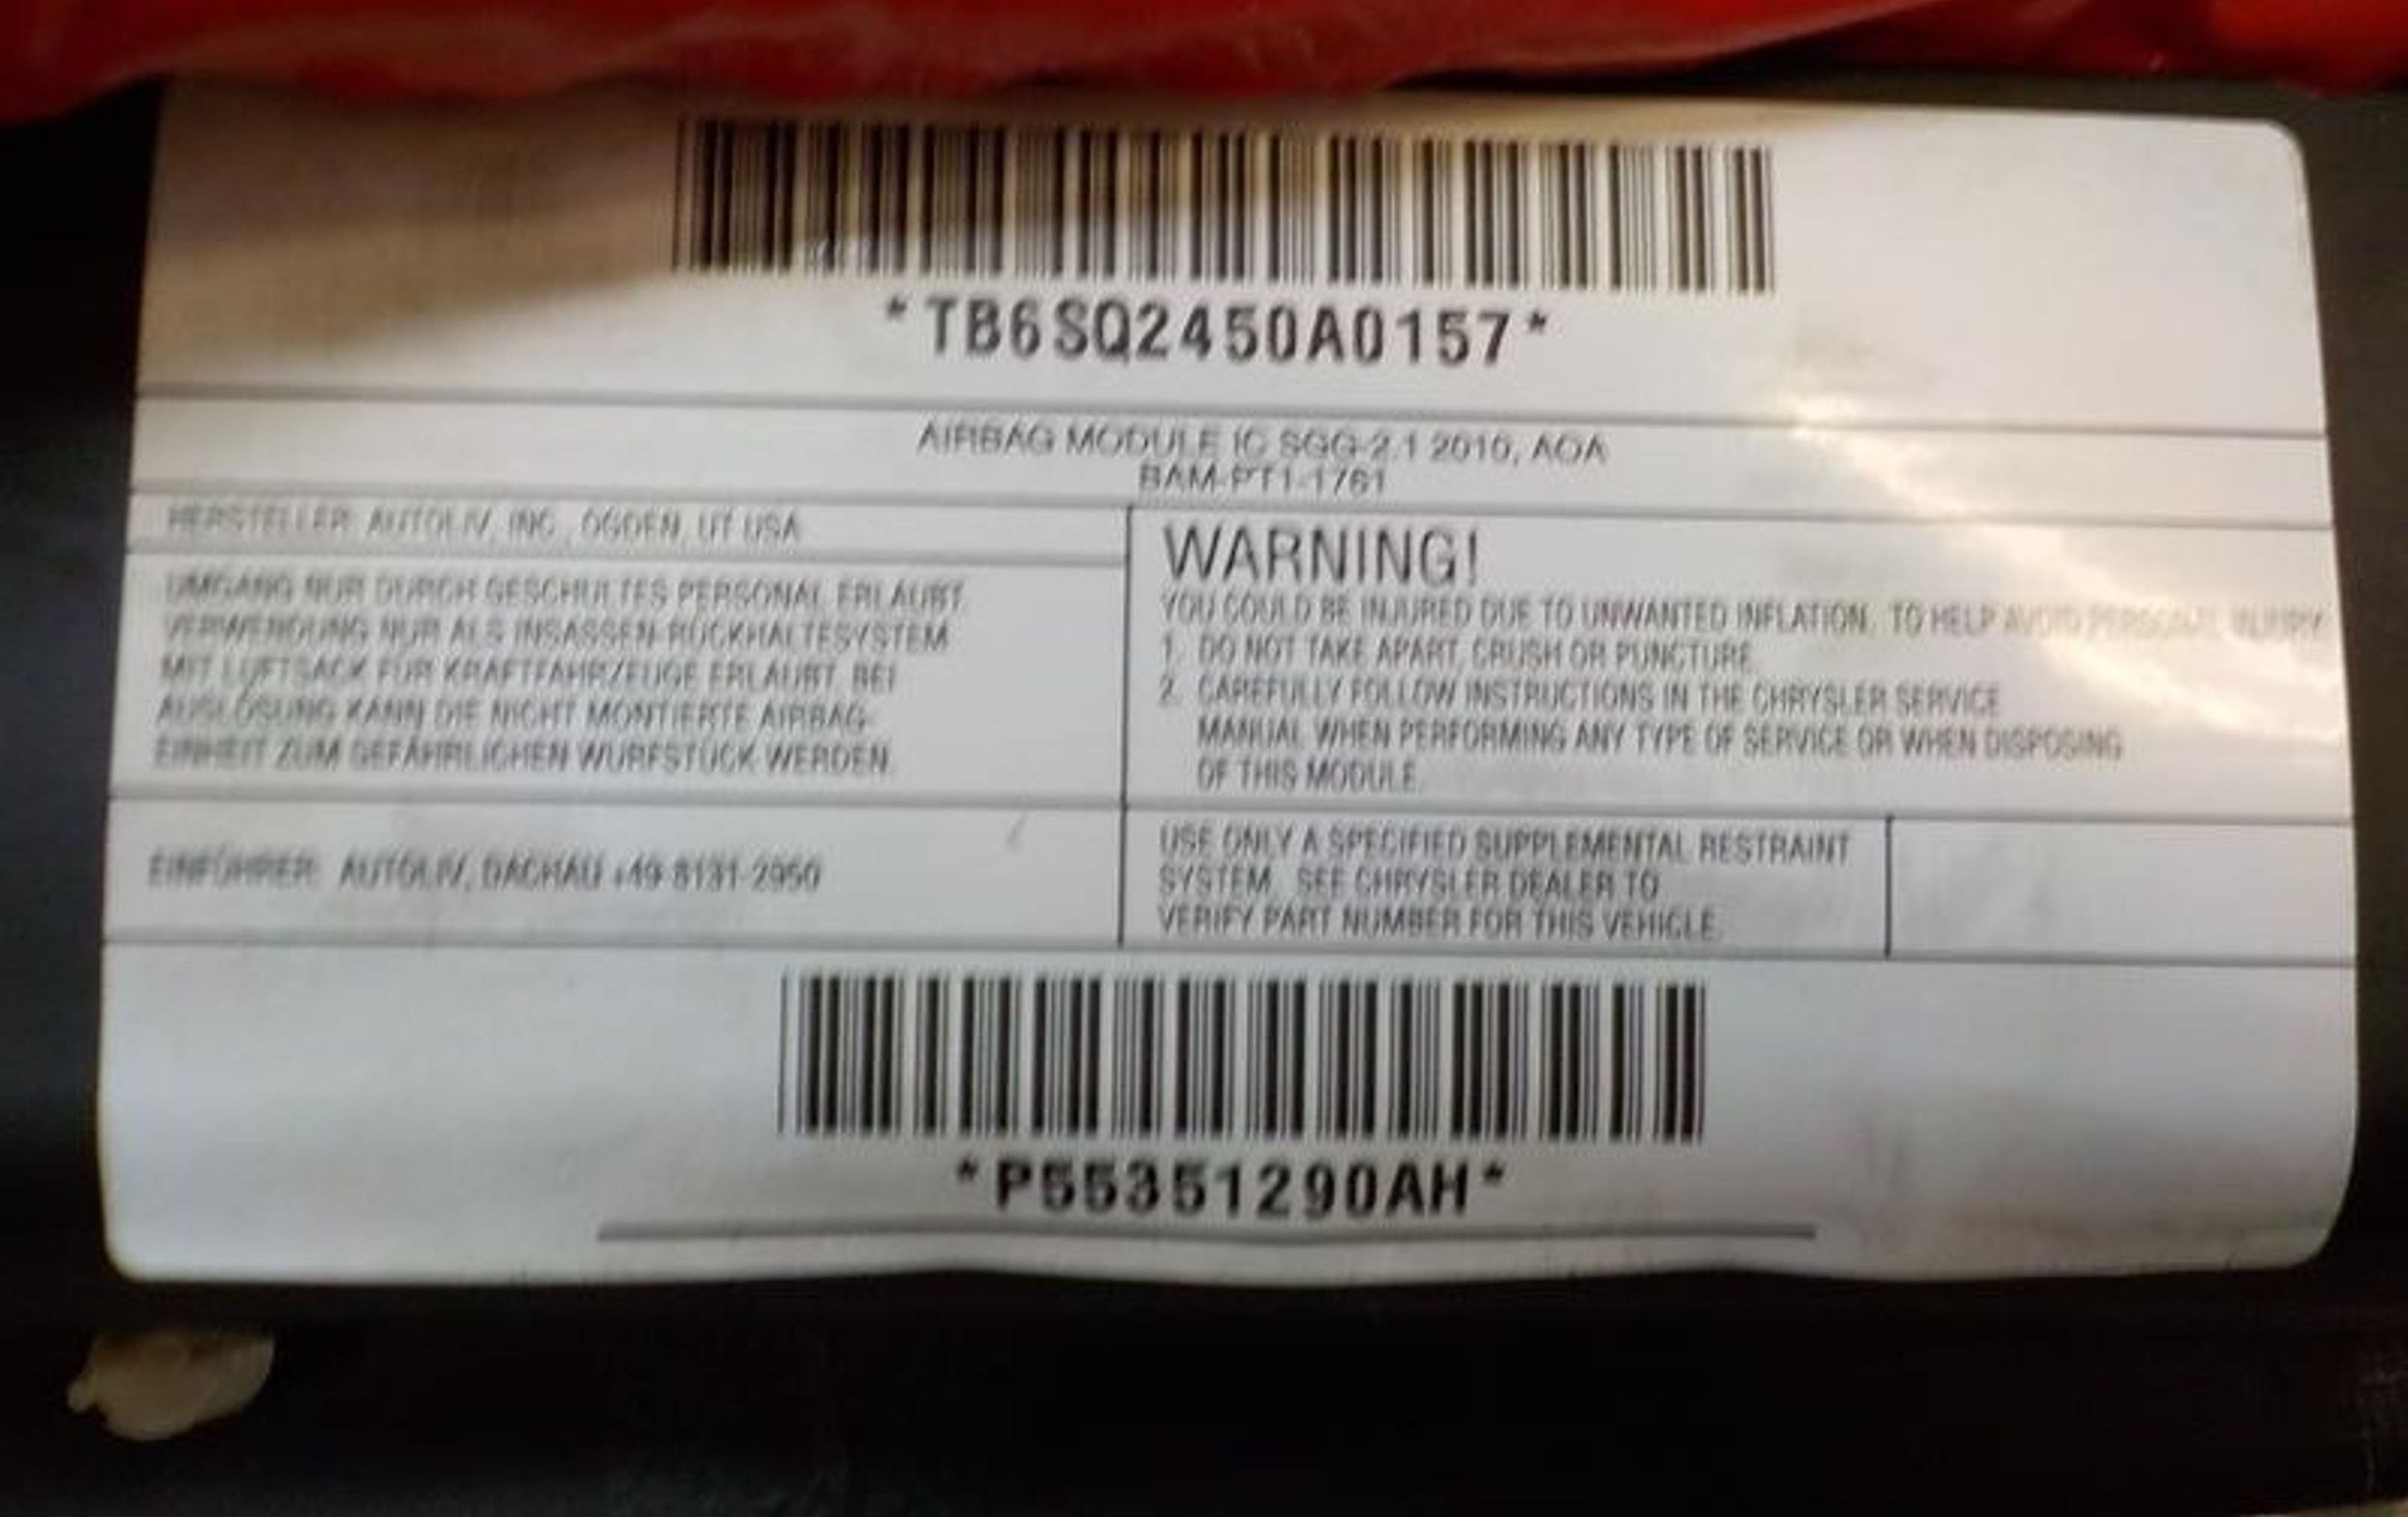 *TB6SQ2450A0157*
AIRBAG MODULE IC SGG-2.1 2010, AOA
BAM-PT1-1761
HERSTELLER: AUTOLIV, INC., OGDEN, UT USA
UMGANG NUR DURCH GESCHULTES PERSONAL ERLAUBT.
VERWENDUNG NUR ALS INSASSEN-RÜCKHALTESYSTEM
MIT LUFTSACK FÜR KRAFTFAHRZEUGE ERLAUBT. BEI
AUSLÖSUNG KANN DIE NICHT MONTIERTE AIRBAG-
EINHEIT ZUM GEFÄHRLICHEN WURFSTÜCK WERDEN.
EINFÜHRER: AUTOLIV, DACHAU +49-8131-2950
WARNING!
YOU COULD BE INJURED DUE TO UNWANTED INFLATION. TO HELP AVOID PERSONAL INJURY:
1. DO NOT TAKE APART, CRUSH OR PUNCTURE.
2. CAREFULLY FOLLOW INSTRUCTIONS IN THE CHRYSLER SERVICE
MANUAL WHEN PERFORMING ANY TYPE OF SERVICE OR WHEN DISPOSING
OF THIS MODULE.
USE ONLY A SPECIFIED SUPPLEMENTAL RESTRAINT
SYSTEM. SEE CHRYSLER DEALER TO
VERIFY PART NUMBER FOR THIS VEHICLE.
*P55351290AH*